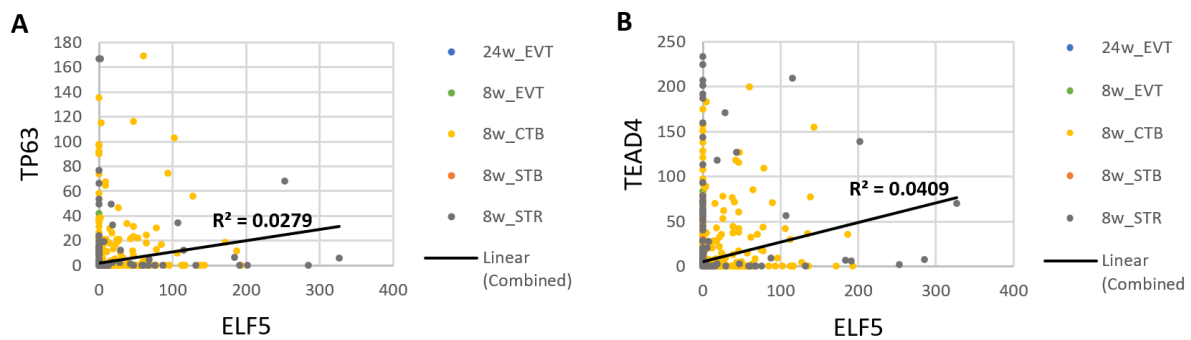 A
TP63
180
160
140
120
100
80
60
40
20
0
0 100 200 300 400
ELF5
R² = 0.0279
24w_EVT
8w_EVT
8w_CTB
8w_STB
8w_STR
Linear
(Combined)
B
TEAD4
250
200
150
100
50
0
0 100 200 300 400
ELF5
R² = 0.0409
24w_EVT
8w_EVT
8w_CTB
8w_STB
8w_STR
Linear
(Combined